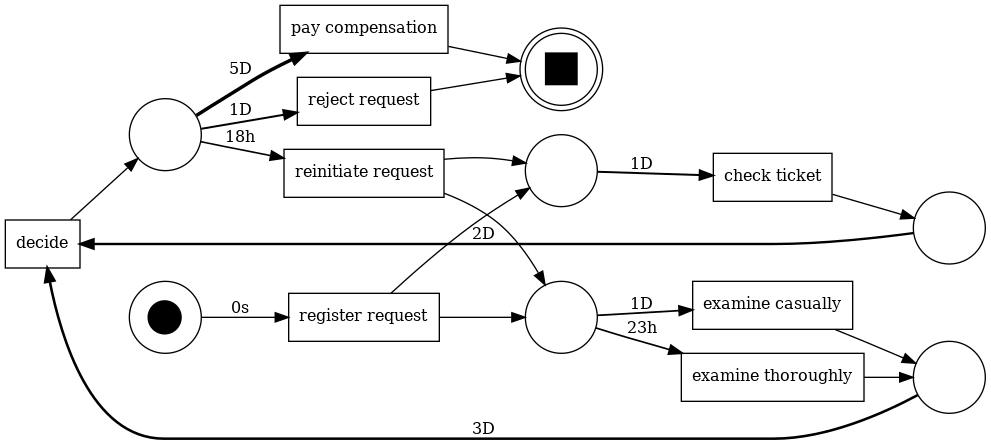 pay compensation
5D
reject request
1D
18h
reinitiate request
1D
check ticket
decide
2D
0s
register request
1D
examine casually
23h
examine thoroughly
3D